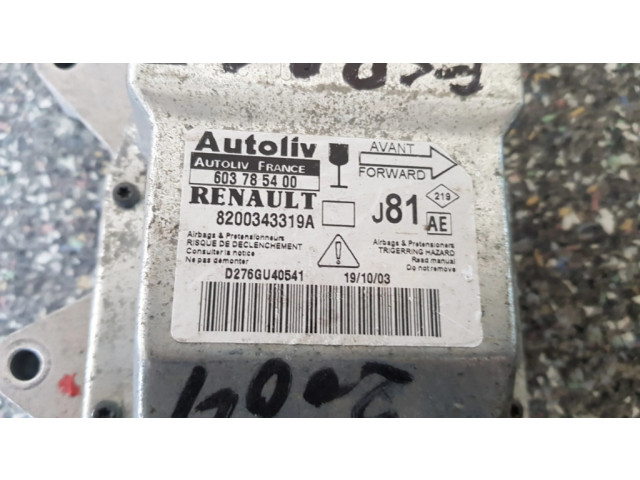 Autoliv
AUTOLIV FRANCE
603 78 54 00
AVANT
FORWARD
RENAULT
8200343319A
J81
219
AE
Airbags & Pretensionneurs
RISQUE DE DECLENCHEMENT
Consulter la notice
Ne pas demonter
Airbags & Pretensioners
TRIGERRING HAZARD
Read manual
Do not remove
D276GU40541
19/10/03